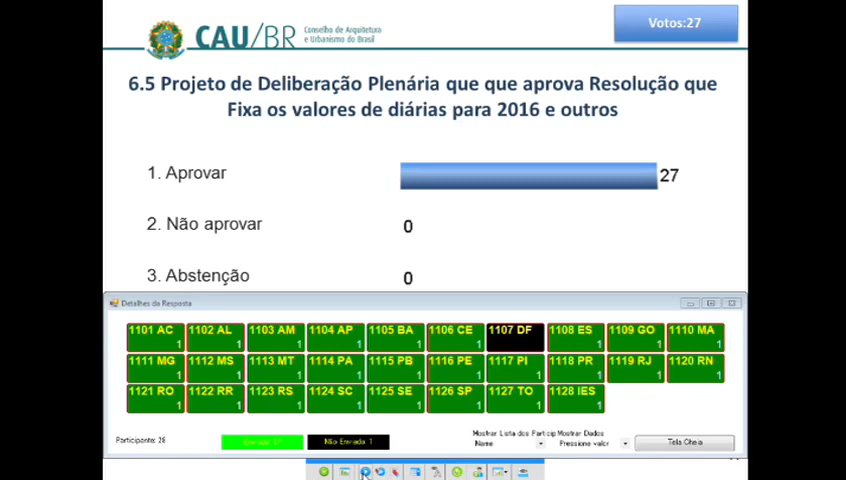 CAU/BR
Conselho de Arquitetura
e Urbanismo do Brasil
Votos:27
6.5 Projeto de Deliberação Plenária que que aprova Resolução que
Fixa os valores de diárias para 2016 e outros
1. Aprovar
27
2. Não aprovar
0
3. Abstenção
0
Detalhes da Resposta
1101 AC 1102 AL 1103 AM 1104 AP 1105 BA 1106 CE 1107 DF 1108 ES 1109 GO 1110 MA
1 1 1 1 1 1 1 1 1
1111 MG 1112 MS 1113 MT 1114 PA 1115 PB 1116 PE 1117 PI 1118 PR 1119 RJ 1120 RN
1 1 1 1 1 1 1 1 1 1
1121 RO 1122 RR 1123 RS 1124 SC 1125 SE 1126 SP 1127 TO 1128 IES
1 1 1 1 1 1 1 1
Participante: 28
Não Enviada 1
Mostrar Lista dos Particip Mostrar Dados
Nome
Pressione valor
Tela Cheia